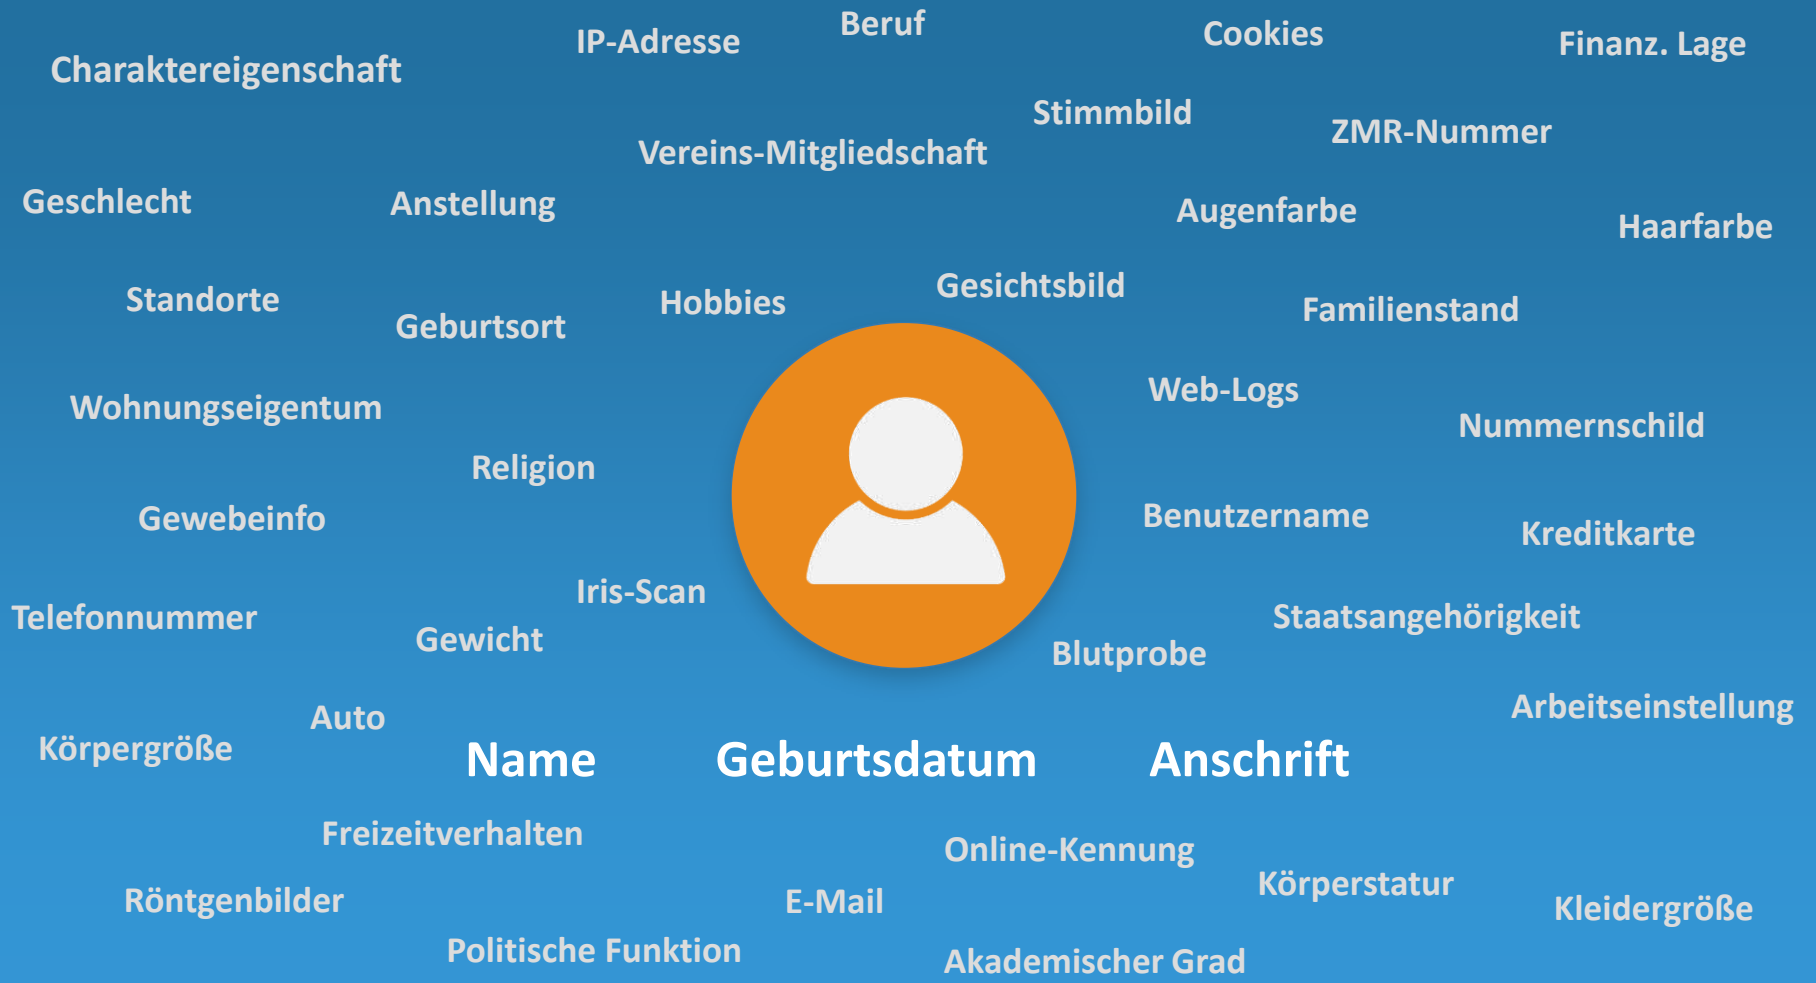 Beruf
Cookies
IP-Adresse
Finanz. Lage
Charaktereigenschaft
Stimmbild
ZMR-Nummer
Vereins-Mitgliedschaft
Geschlecht
Anstellung
Augenfarbe
Haarfarbe
Gesichtsbild
Standorte
Hobbies
Familienstand
Geburtsort
Web-Logs
Wohnungseigentum
Nummernschild
Religion
Benutzername
Gewebeinfo
Kreditkarte
Iris-Scan
Telefonnummer
Staatsangehörigkeit
Gewicht
Blutprobe
Arbeitseinstellung
Auto
Körpergröße
Name
Geburtsdatum
Anschrift
Freizeitverhalten
Online-Kennung
Körperstatur
Röntgenbilder
E-Mail
Kleidergröße
Politische Funktion
Akademischer Grad